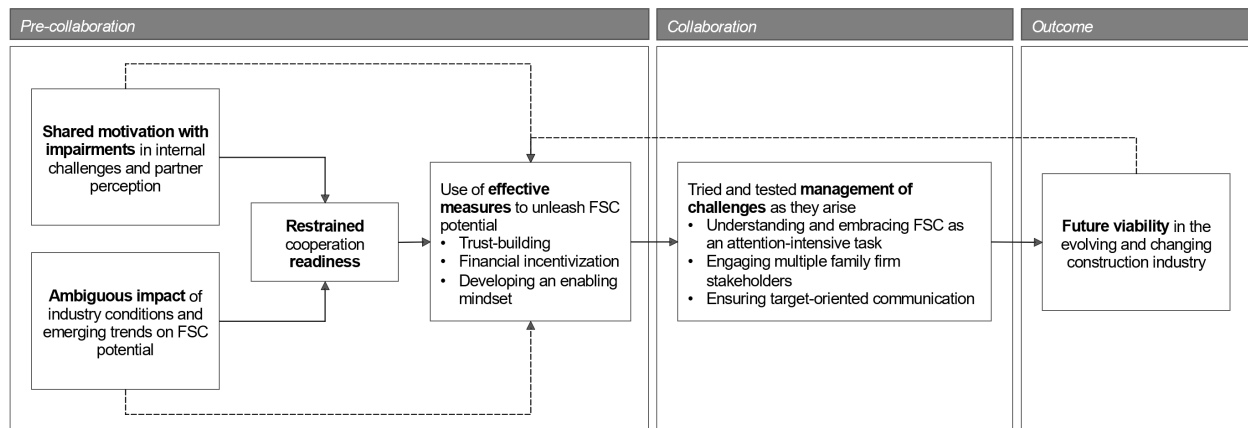 Pre-collaboration
Collaboration
Outcome
Shared motivation with
impairments in internal
challenges and partner
perception
Ambiguous impact of
industry conditions and
emerging trends on FSC
potential
Restrained
cooperation
readiness
Use of effective
measures to unleash FSC
potential
• Trust-building
• Financial incentivization
• Developing an enabling
mindset
Tried and tested management of
challenges as they arise
• Understanding and embracing FSC as
an attention-intensive task
• Engaging multiple family firm
stakeholders
• Ensuring target-oriented communication
Future viability in the
evolving and changing
construction industry